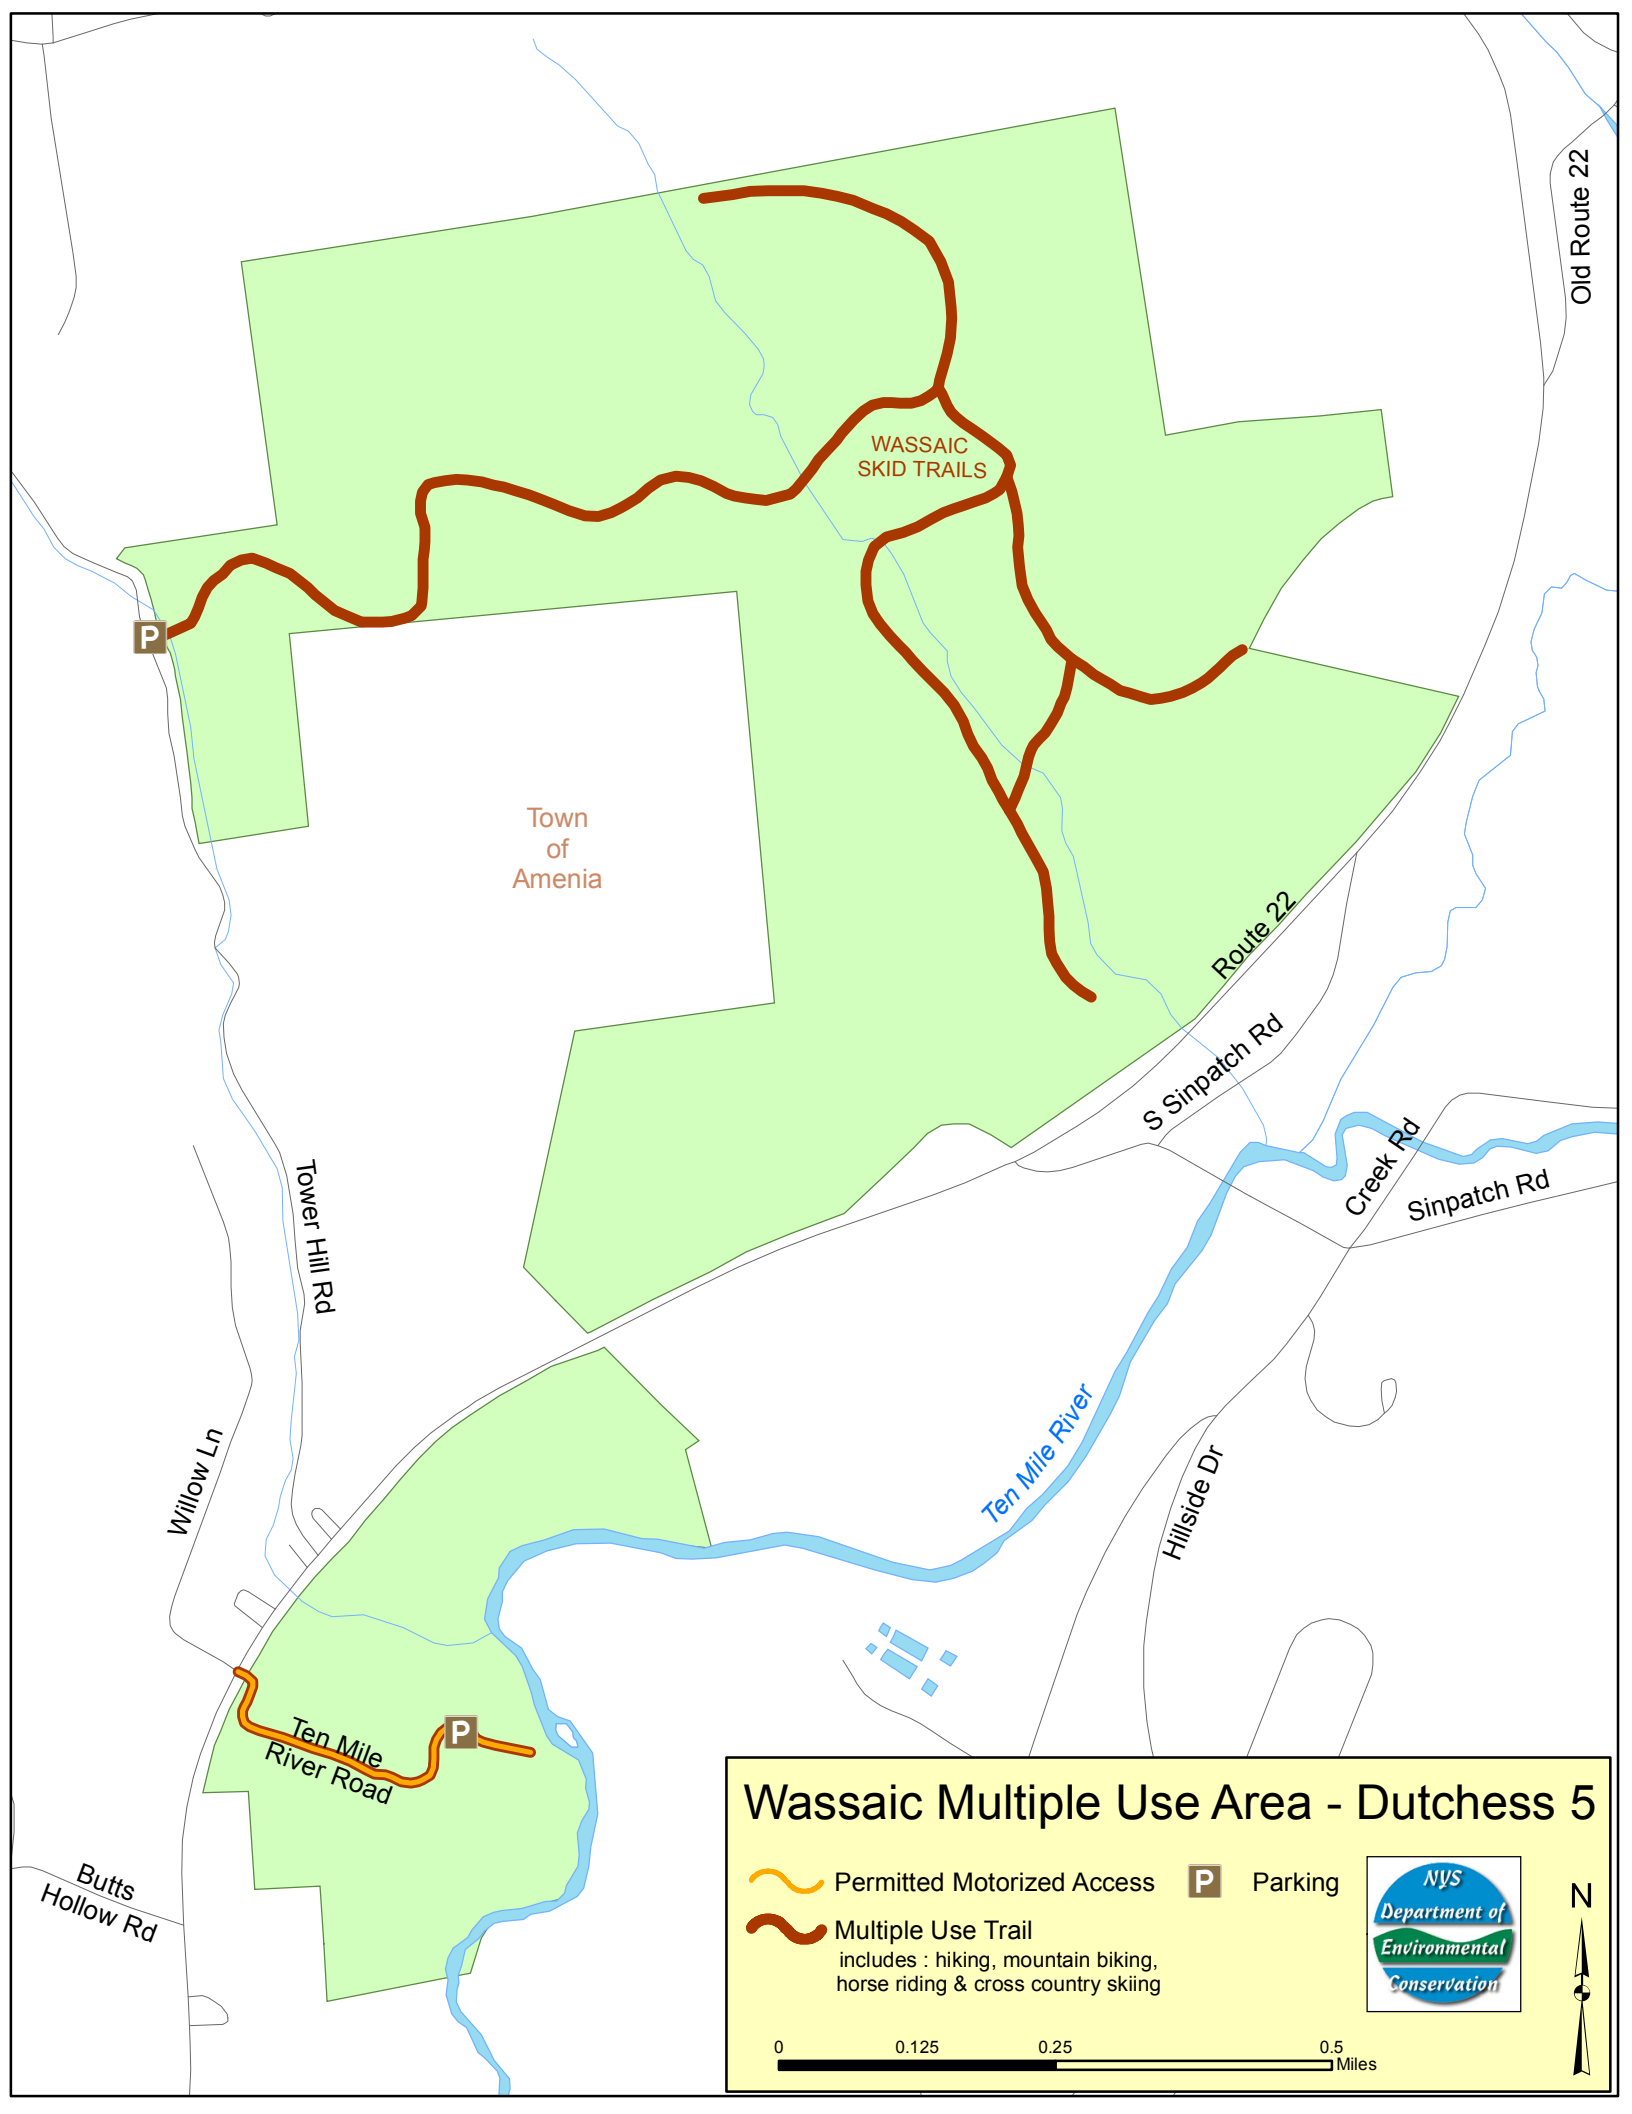 Old Route 22
WASSAIC
SKID TRAILS
P
Town
of
Amenia
Route 22
S Sinpatch Rd
Creek Rd
Sinpatch Rd
Tower Hill Rd
Ten Mile River
Willow Ln
Hillside Dr
Ten Mile
River Road
P
Butts
Hollow Rd
Wassaic Multiple Use Area - Dutchess 5
Permitted Motorized Access
P Parking
Multiple Use Trail
includes : hiking, mountain biking,
horse riding & cross country skiing
NYS
Department of
Environmental
Conservation
N
0 0.125 0.25 0.5
Miles